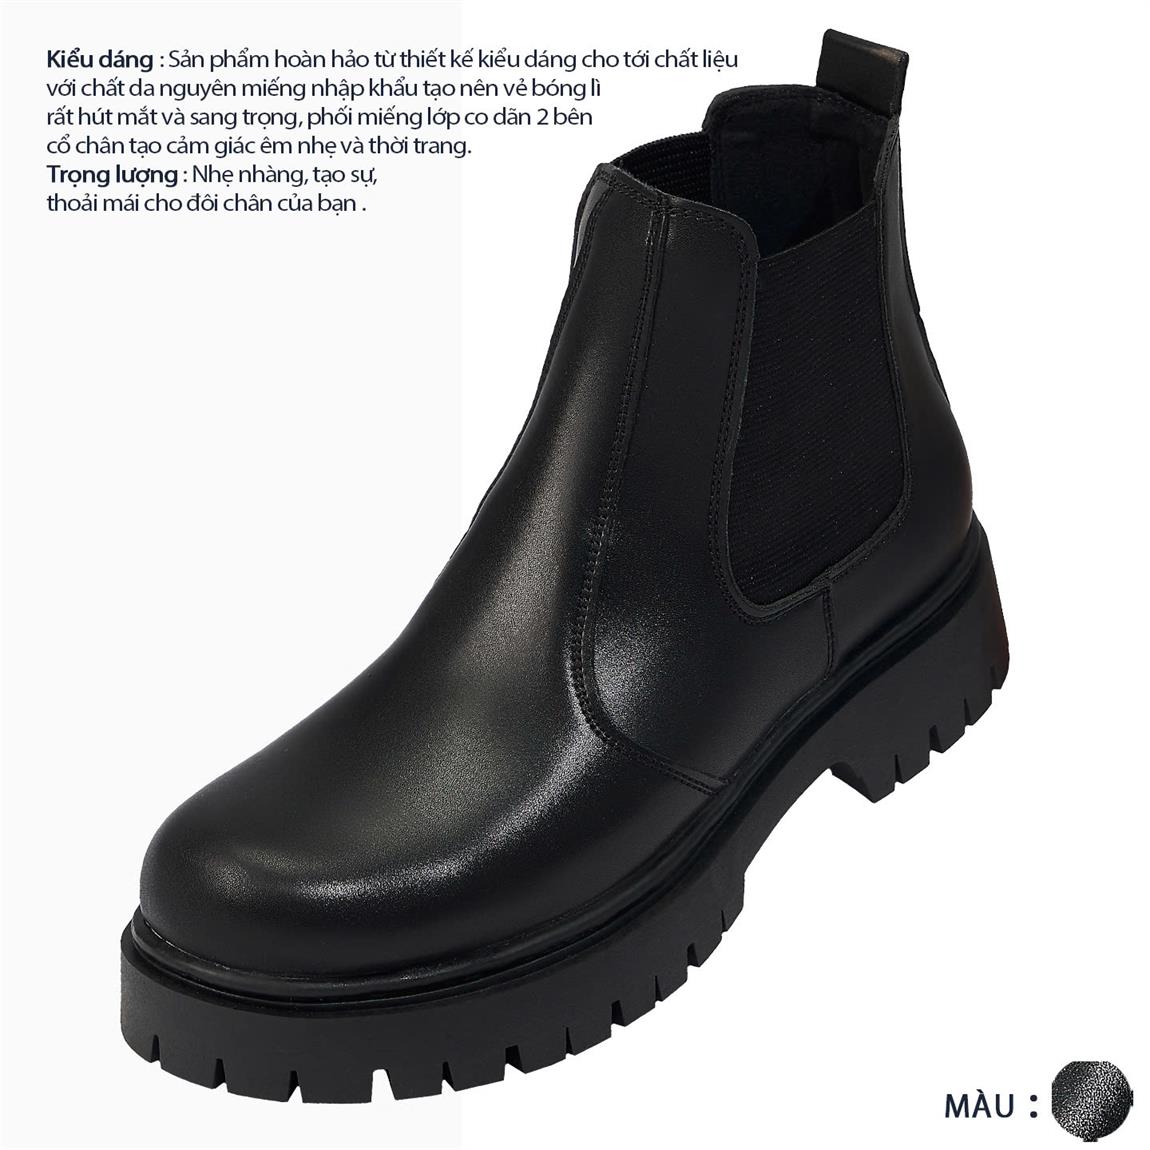 Kiểu dáng : Sản phẩm hoàn hảo từ thiết kế kiểu dáng cho tới chất liệu
với chất da nguyên miếng nhập khẩu tạo nên vẻ bóng lì
rất hút mắt và sang trọng, phối miếng lớp co dãn 2 bên
cổ chân tạo cảm giác êm nhẹ và thời trang.
Trọng lượng : Nhẹ nhàng, tạo sự,
thoải mái cho đôi chân của bạn .
MÀU :